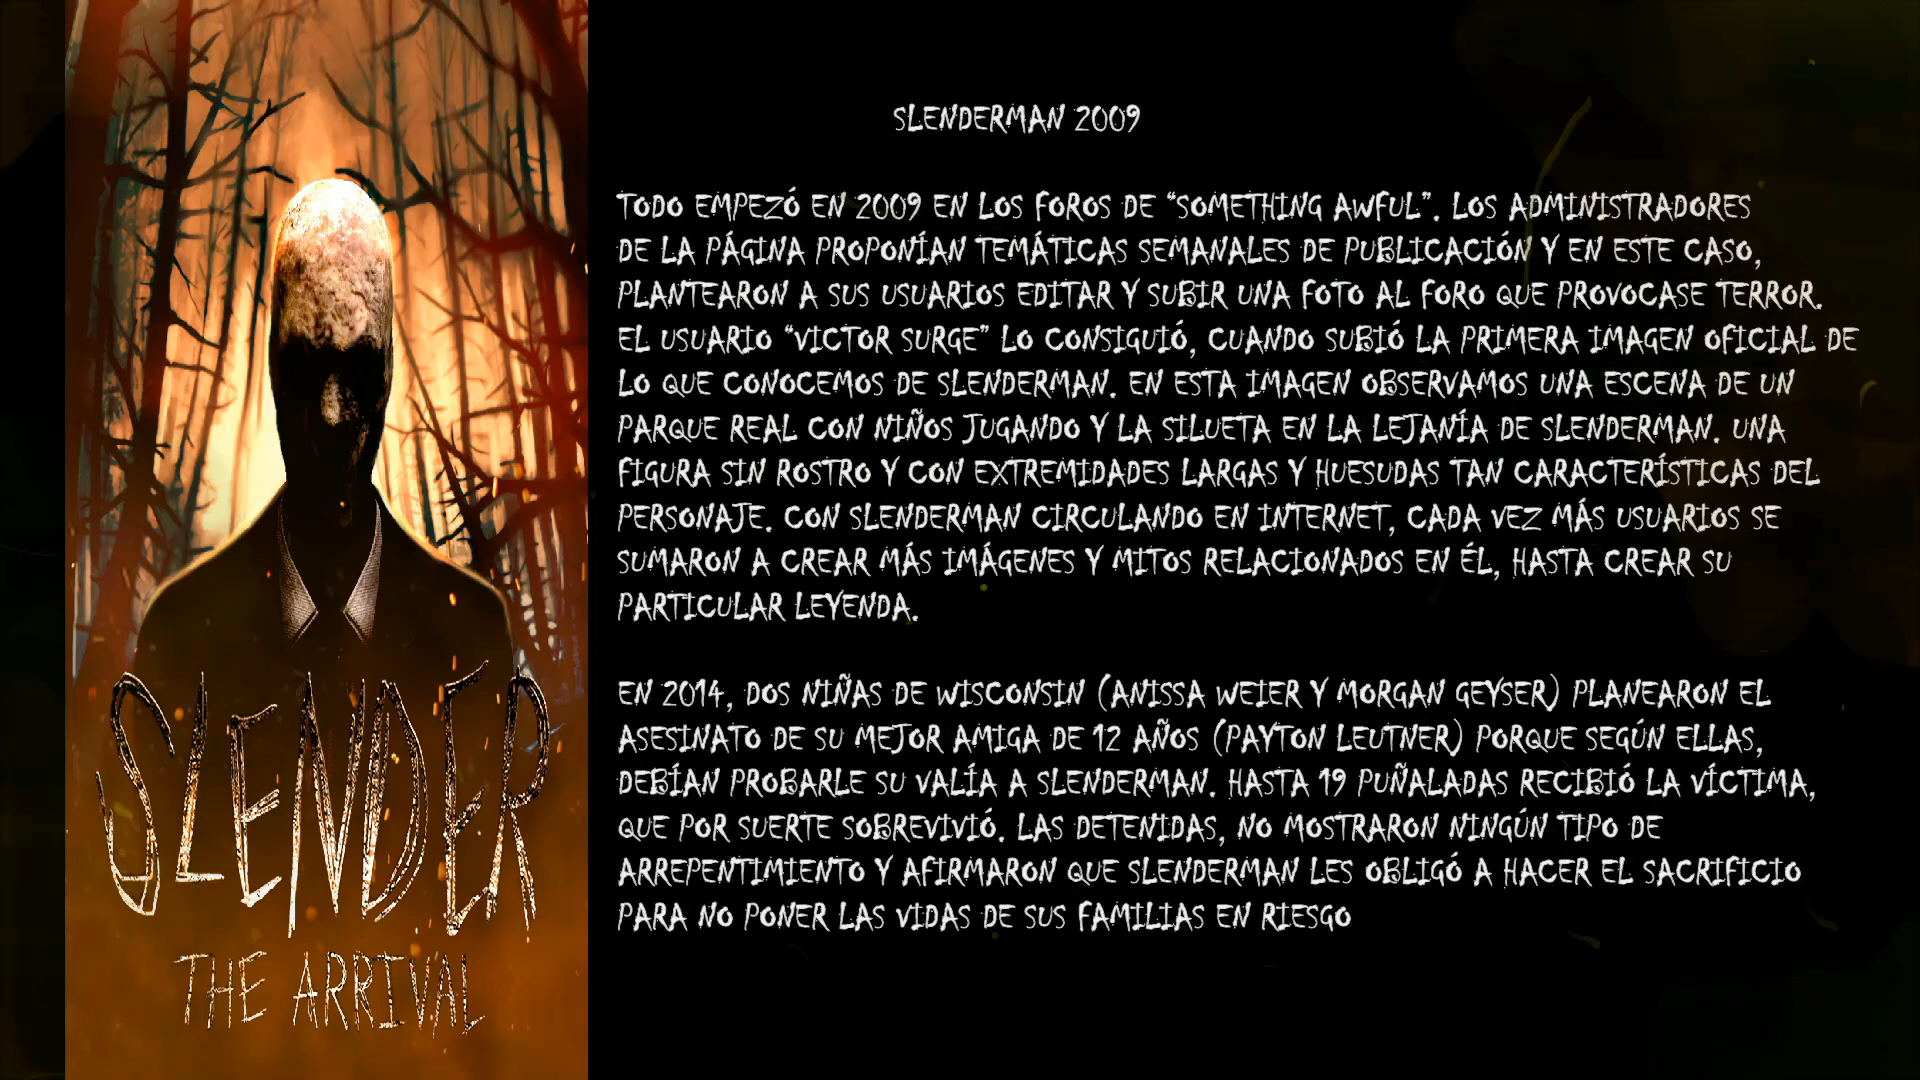 SLENDER
THE ARRIVAL
SLENDERMAN 2009
TODO EMPEZÓ EN 2009 EN LOS FOROS DE “SOMETHING AWFUL”. LOS ADMINISTRADORES
DE LA PÁGINA PROPONÍAN TEMÁTICAS SEMANALES DE PUBLICACIÓN Y EN ESTE CASO,
PLANTEARON A SUS USUARIOS EDITAR Y SUBIR UNA FOTO AL FORO QUE PROVOCASE TERROR.
EL USUARIO “VICTOR SURGE” LO CONSIGUIÓ, CUANDO SUBIÓ LA PRIMERA IMAGEN OFICIAL DE
LO QUE CONOCEMOS DE SLENDERMAN. EN ESTA IMAGEN OBSERVAMOS UNA ESCENA DE UN
PARQUE REAL CON NIÑOS JUGANDO Y LA SILUETA EN LA LEJANÍA DE SLENDERMAN. UNA
FIGURA SIN ROSTRO Y CON EXTREMIDADES LARGAS Y HUESUDAS TAN CARACTERÍSTICAS DEL
PERSONAJE. CON SLENDERMAN CIRCULANDO EN INTERNET, CADA VEZ MÁS USUARIOS SE
SUMARON A CREAR MÁS IMÁGENES Y MITOS RELACIONADOS EN ÉL, HASTA CREAR SU
PARTICULAR LEYENDA.
EN 2014, DOS NIÑAS DE WISCONSIN (ANISSA WEIER Y MORGAN GEYSER) PLANEARON EL
ASESINATO DE SU MEJOR AMIGA DE 12 AÑOS (PAYTON LEUTNER) PORQUE SEGÚN ELLAS,
DEBÍAN PROBARLE SU VALÍA A SLENDERMAN. HASTA 19 PUÑALADAS RECIBIÓ LA VÍCTIMA,
QUE POR SUERTE SOBREVIVIÓ. LAS DETENIDAS, NO MOSTRARON NINGÚN TIPO DE
ARREPENTIMIENTO Y AFIRMARON QUE SLENDERMAN LES OBLIGÓ A HACER EL SACRIFICIO
PARA NO PONER LAS VIDAS DE SUS FAMILIAS EN RIESGO